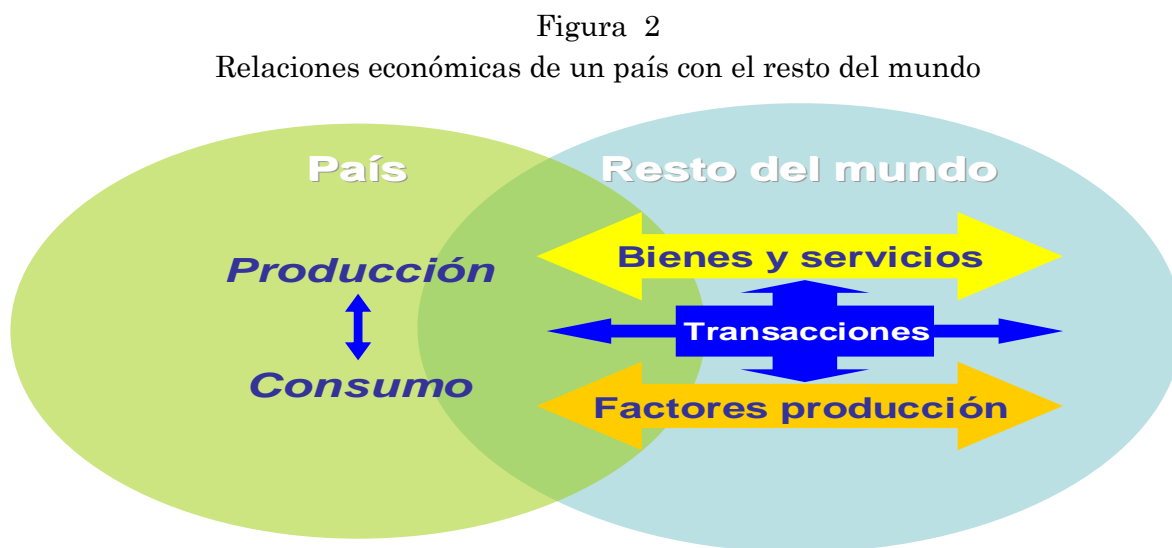 Figura 2
Relaciones económicas de un país con el resto del mundo
País
Resto del mundo
Producción
Consumo
Bienes y servicios
Transacciones
Factores producción